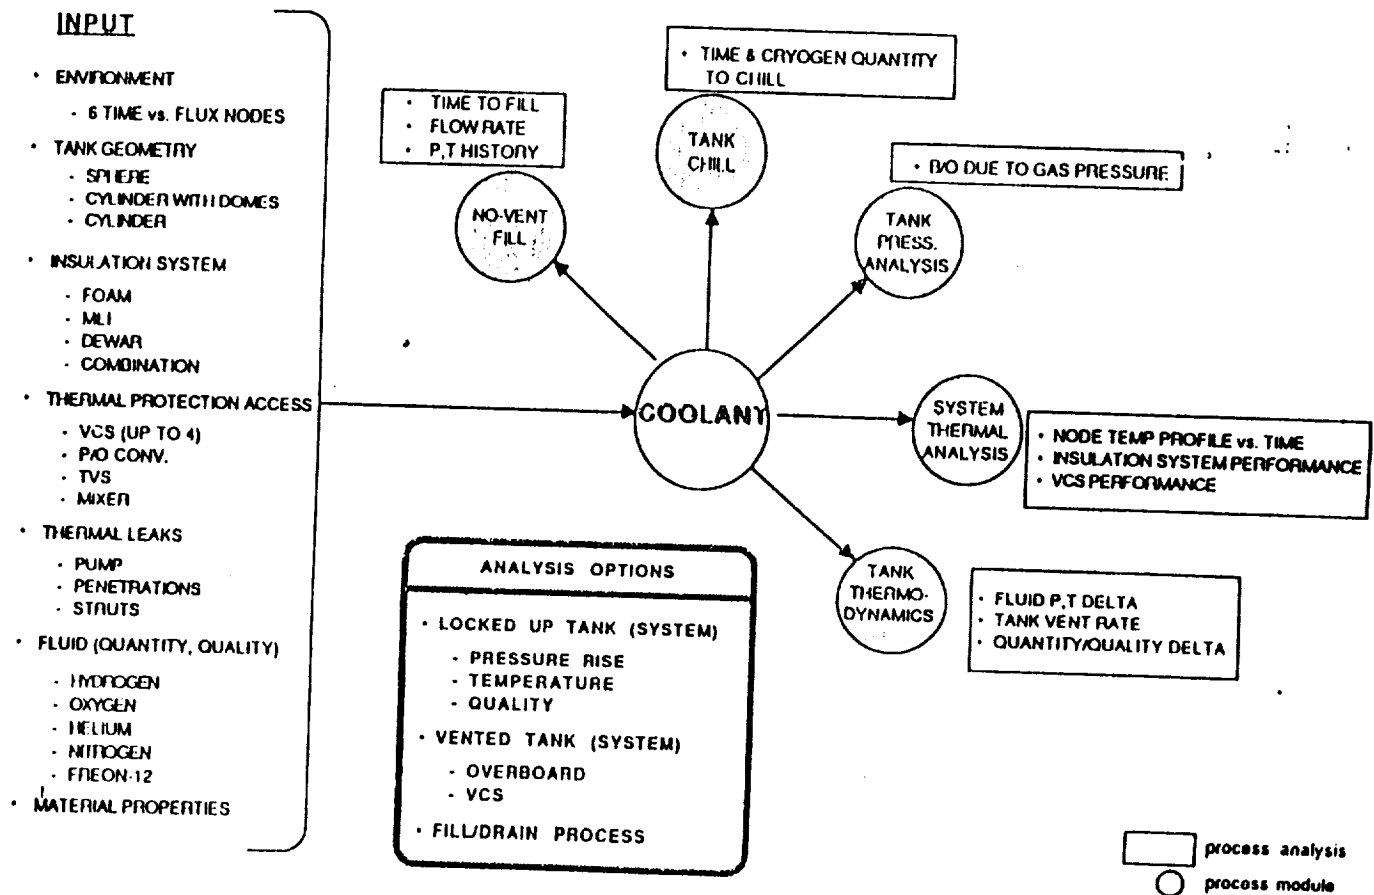 INPUT
• ENVIRONMENT
- 6 TIME vs. FLUX NODES
• TANK GEOMETRY
- SPHERE
- CYLINDER WITH DOMES
- CYLINDER
• INSULATION SYSTEM
- FOAM
- MLI
- DEWAR
- COMBINATION
• THERMAL PROTECTION ACCESS
- VCS (UP TO 4)
- P/O CONV.
- TVS
- MIXER
• THERMAL LEAKS
- PUMP
- PENETRATIONS
- STRUTS
• FLUID (QUANTITY, QUALITY)
- HYDROGEN
- OXYGEN
- HELIUM
- NITROGEN
- FREON-12
• MATERIAL PROPERTIES
• TIME TO FILL
• FLOW RATE
• P,T HISTORY
NO-VENT
FILL
• TIME & CRYOGEN QUANTITY
TO CHILL
TANK
CHILL
• B/O DUE TO GAS PRESSURE
TANK
PRESS.
ANALYSIS
COOLANY
SYSTEM
THERMAL
ANALYSIS
• NODE TEMP PROFILE vs. TIME
• INSULATION SYSTEM PERFORMANCE
• VCS PERFORMANCE
TANK
THERMO-
DYNAMICS
• FLUID P,T DELTA
• TANK VENT RATE
• QUANTITY/QUALITY DELTA
ANALYSIS OPTIONS
• LOCKED UP TANK (SYSTEM)
- PRESSURE RISE
- TEMPERATURE
- QUALITY
• VENTED TANK (SYSTEM)
- OVERBOARD
- VCS
• FILL/DRAIN PROCESS
process analysis
process module